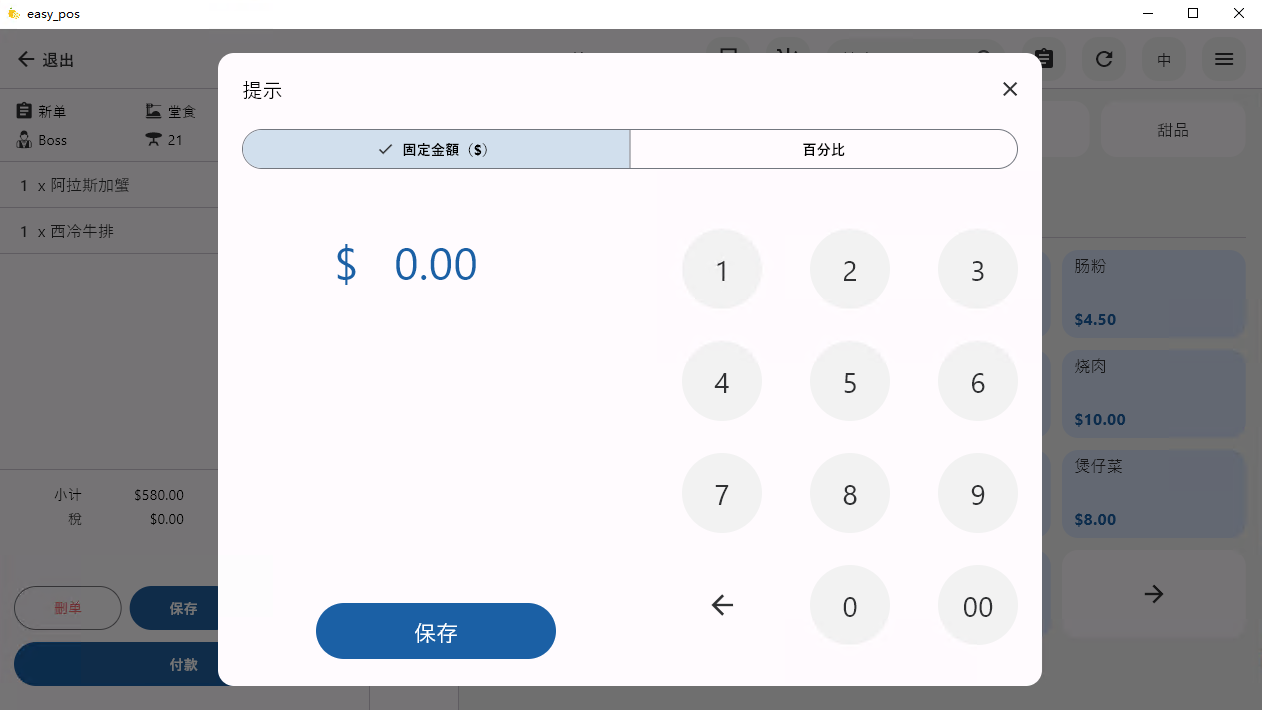 easy_pos
退出
中
新单
堂食
Boss
21
1 x 阿拉斯加蟹
1 x 西冷牛排
小计 $580.00
稅 $0.00
删单
保存
付款
提示
固定金額（$）
百分比
$ 0.00
1 2 3
4 5 6
7 8 9
0 00
保存
甜品
肠粉
$4.50
烧肉
$10.00
煲仔菜
$8.00